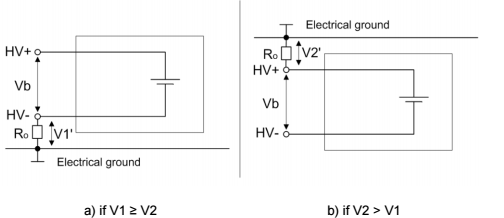 HV+
Vb
HV-
Ro
V1'
Electrical ground
a) if V1 ≥ V2
Electrical ground
Ro
V2'
HV+
Vb
HV-
b) if V2 > V1